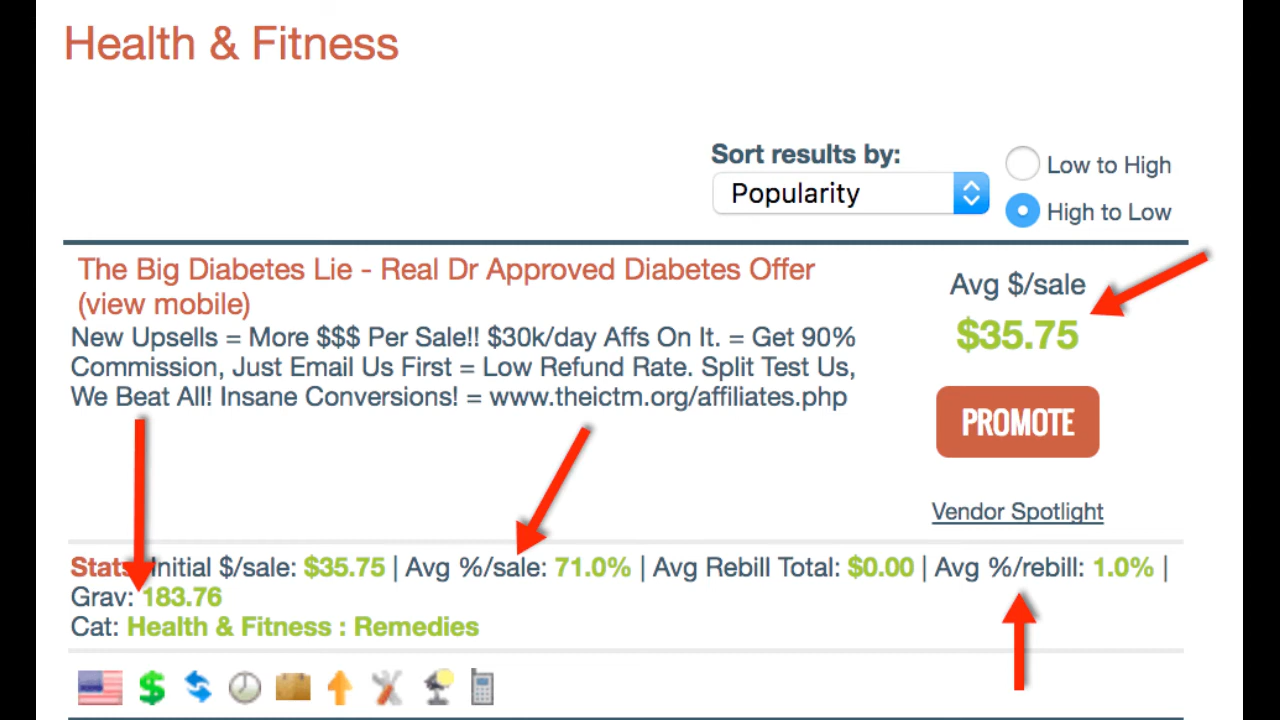 Health & Fitness
Sort results by:
Popularity
Low to High
High to Low
The Big Diabetes Lie - Real Dr Approved Diabetes Offer
(view mobile)
New Upsells = More $$$ Per Sale!! $30k/day Affs On It. = Get 90%
Commission, Just Email Us First = Low Refund Rate. Split Test Us,
We Beat All! Insane Conversions! = www.theictm.org/affiliates.php
Avg $/sale
$35.75
PROMOTE
Vendor Spotlight
Stats: Initial $/sale: $35.75 | Avg %/sale: 71.0% | Avg Rebill Total: $0.00 | Avg %/rebill: 1.0% |
Grav: 183.76
Cat: Health & Fitness : Remedies